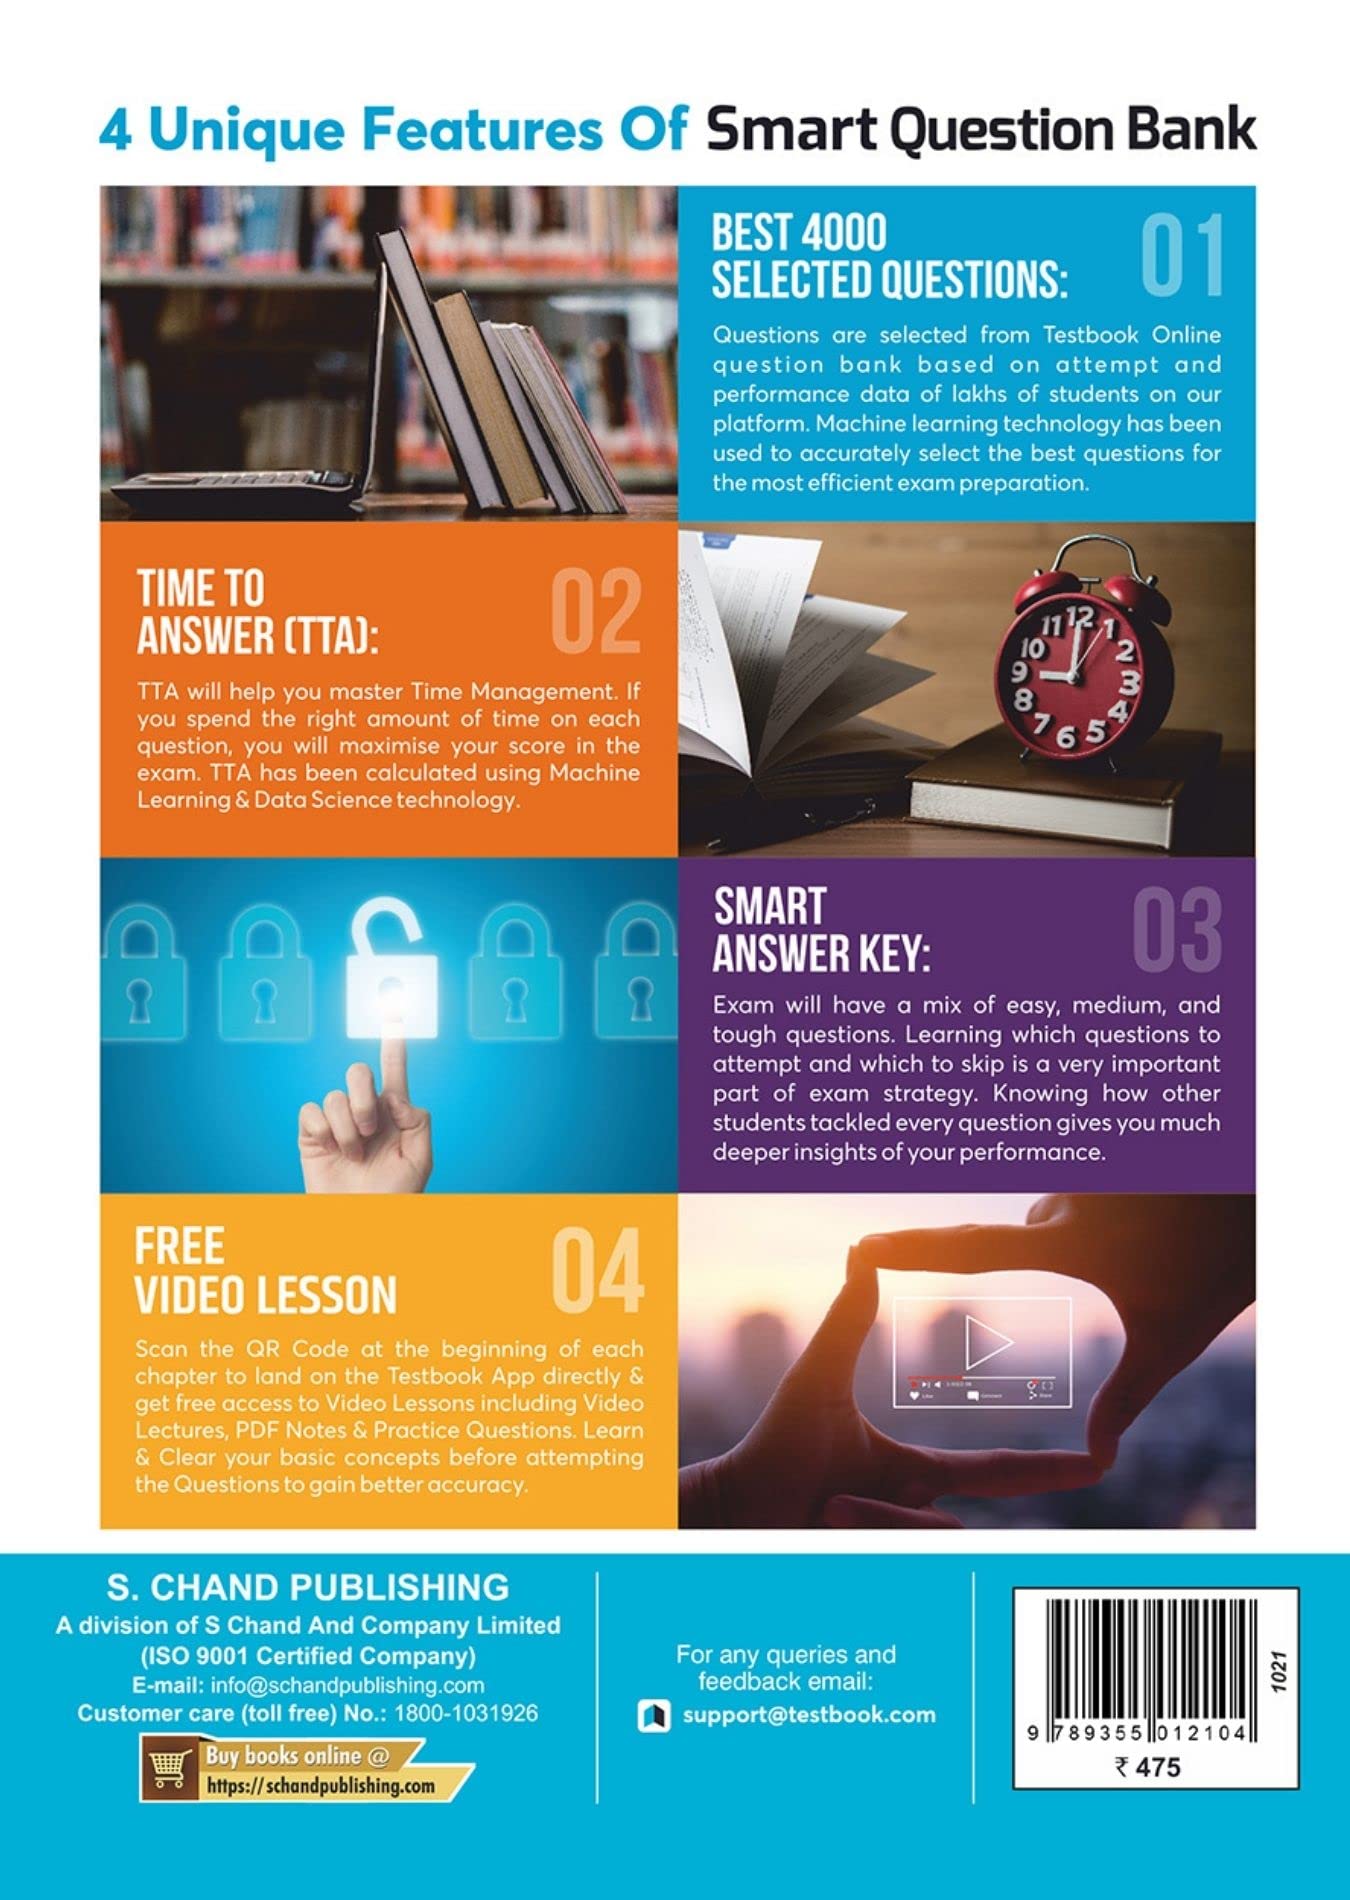 4 Unique Features Of Smart Question Bank
BEST 4000
SELECTED QUESTIONS:
01
Questions are selected from Testbook Online
question bank based on attempt and
performance data of lakhs of students on our
platform. Machine learning technology has been
used to accurately select the best questions for
the most efficient exam preparation.
TIME TO
ANSWER (TTA):
02
TTA will help you master Time Management. If
you spend the right amount of time on each
question, you will maximise your score in the
exam. TTA has been calculated using Machine
Learning & Data Science technology.
11 12 1
10 2
9 3
8 4
7 6 5
SMART
ANSWER KEY:
03
Exam will have a mix of easy, medium, and
tough questions. Learning which questions to
attempt and which to skip is a very important
part of exam strategy. Knowing how other
students tackled every question gives you much
deeper insights of your performance.
FREE
VIDEO LESSON
04
Scan the QR Code at the beginning of each
chapter to land on the Testbook App directly &
get free access to Video Lessons including Video
Lectures, PDF Notes & Practice Questions. Learn
& Clear your basic concepts before attempting
the Questions to gain better accuracy.
S. CHAND PUBLISHING
A division of S Chand And Company Limited
(ISO 9001 Certified Company)
E-mail: info@schandpublishing.com
Customer care (toll free) No.: 1800-1031926
Buy books online @
https://schandpublishing.com
For any queries and
feedback email:
support@testbook.com
1021
9 789355 012104
₹ 475